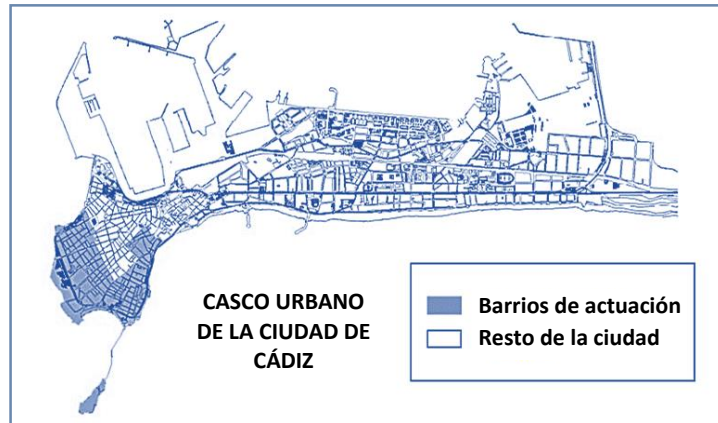 CASCO URBANO
DE LA CIUDAD DE
CÁDIZ
Barrios de actuación
Resto de la ciudad